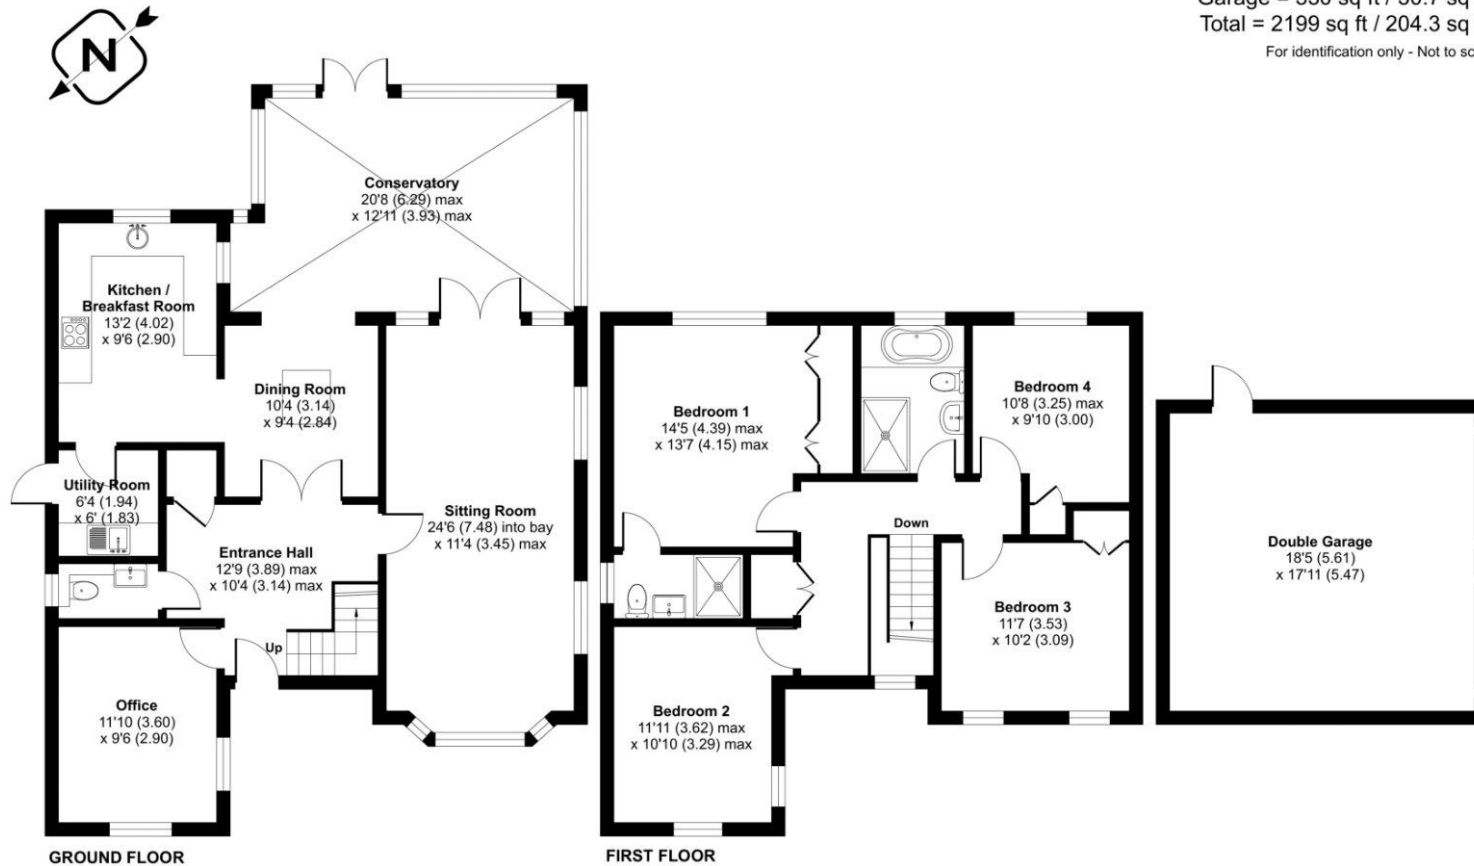 N
Total = 2199 sq ft / 204.3 sq
For identification only - Not to
Conservatory
20'8 (6.29) max
x 12'11 (3.93) max
Kitchen /
Breakfast Room
13'2 (4.02)
x 9'6 (2.90)
Dining Room
10'4 (3.14)
x 9'4 (2.84)
Utility Room
6'4 (1.94)
x 6' (1.83)
Entrance Hall
12'9 (3.89) max
x 10'4 (3.14) max
Sitting Room
24'6 (7.48) into bay
x 11'4 (3.45) max
Up
Office
11'10 (3.60)
x 9'6 (2.90)
GROUND FLOOR
Bedroom 1
14'5 (4.39) max
x 13'7 (4.15) max
Bedroom 4
10'8 (3.25) max
x 9'10 (3.00)
Down
Bedroom 3
11'7 (3.53)
x 10'2 (3.09)
Bedroom 2
11'11 (3.62) max
x 10'10 (3.29) max
FIRST FLOOR
Double Garage
18'5 (5.61)
x 17'11 (5.47)